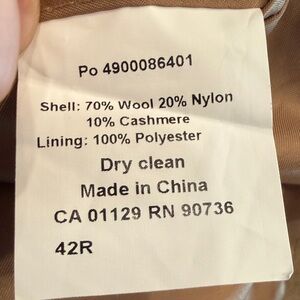 Po 4900086401
Shell: 70% Wool 20% Nylon
10% Cashmere
Lining: 100% Polyester
Dry clean
Made in China
CA 01129 RN 90736
42R